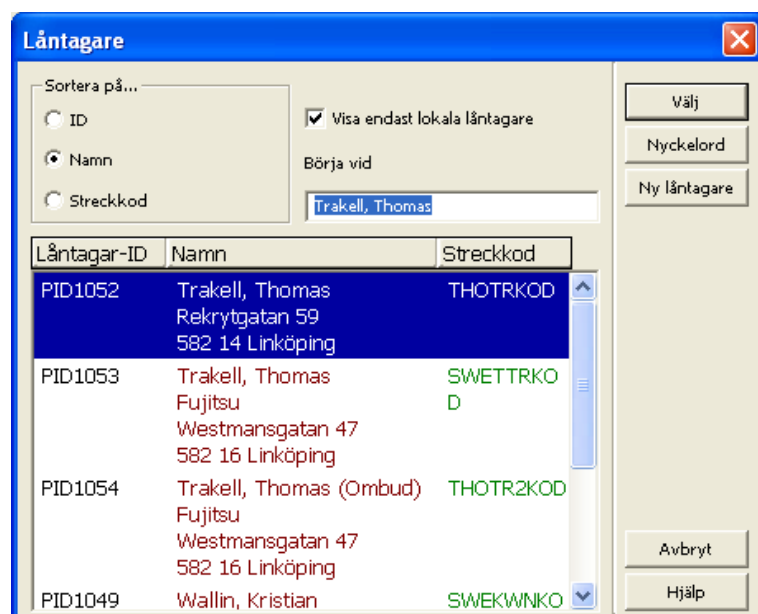 Låntagare
Sortera på...
ID
Namn
Streckkod
Visa endast lokala låntagare
Börja vid
Trakell, Thomas
Välj
Nyckelord
Ny låntagare
Låntagar-ID Namn Streckkod
PID1052 Trakell, Thomas THOTRKOD
Rekrytgatan 59
582 14 Linköping
PID1053 Trakell, Thomas SWETTRKO
Fujitsu D
Westmansgatan 47
582 16 Linköping
PID1054 Trakell, Thomas (Ombud) THOTR2KOD
Fujitsu
Westmansgatan 47
582 16 Linköping
PID1049 Wallin, Kristian SWEKWNKO
Avbryt
Hjälp